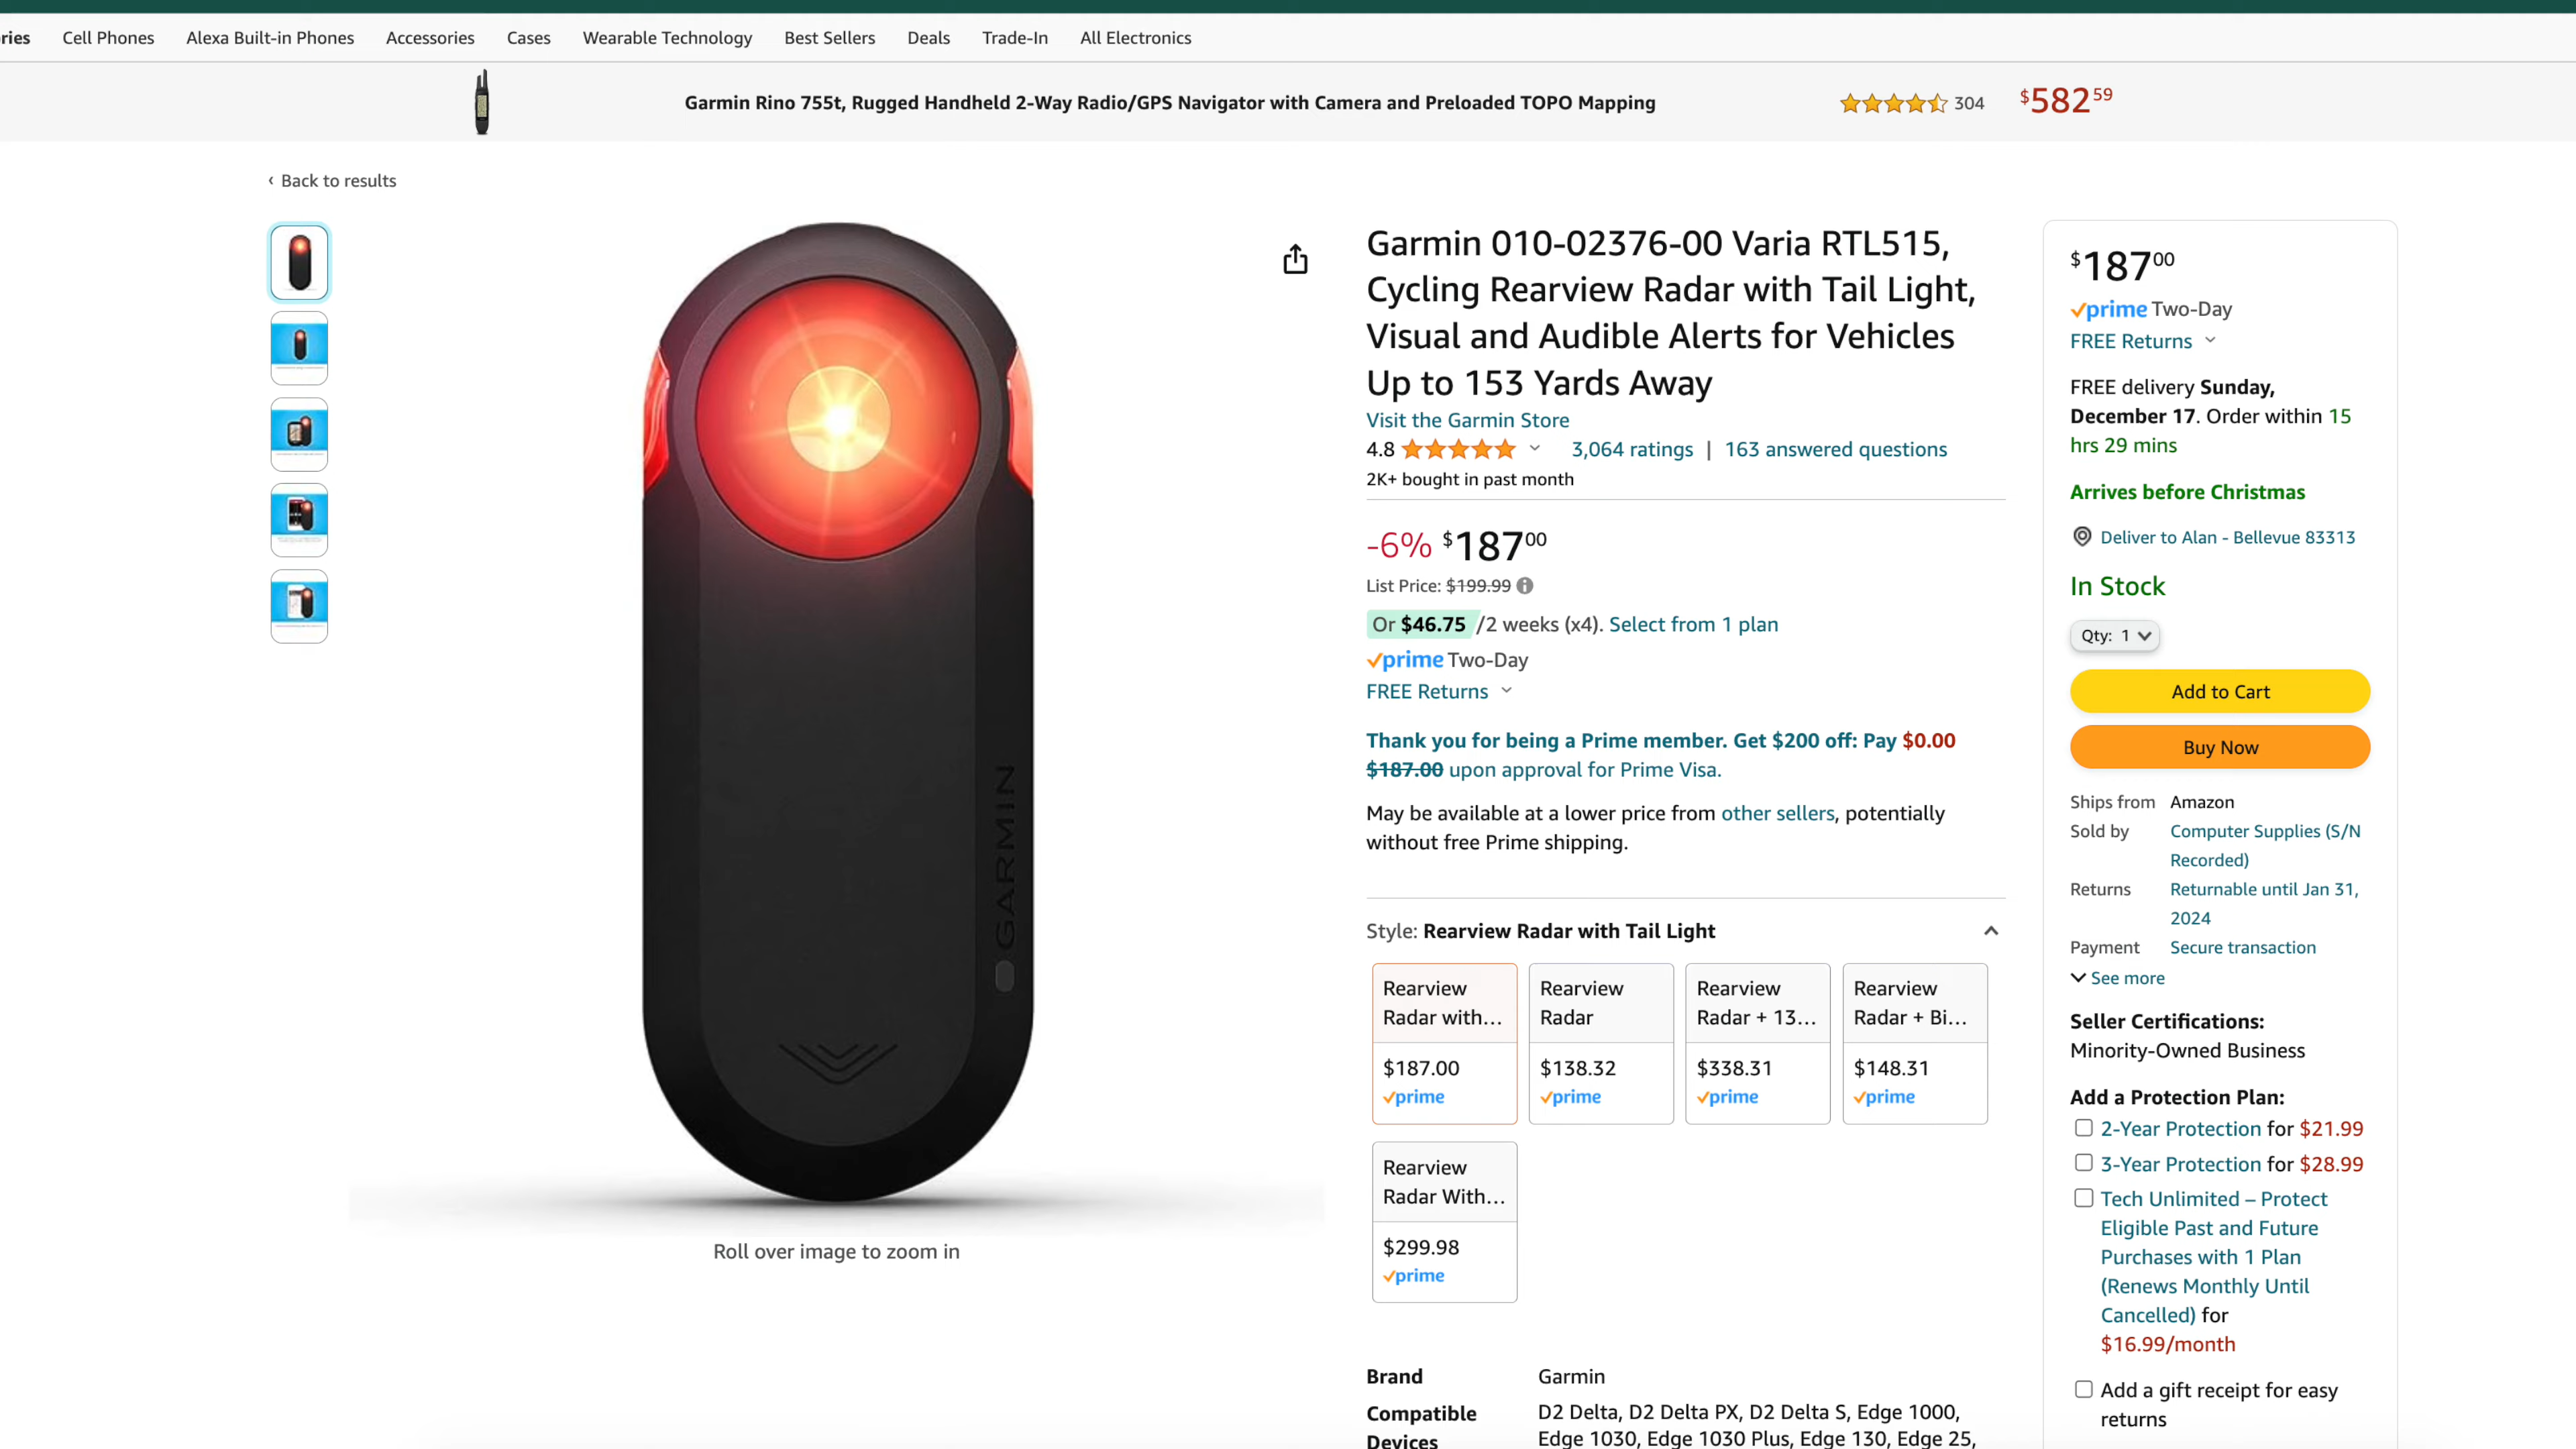 ries Cell Phones Alexa Built-in Phones Accessories Cases Wearable Technology Best Sellers Deals Trade-In All Electronics
Garmin Rino 755t, Rugged Handheld 2-Way Radio/GPS Navigator with Camera and Preloaded TOPO Mapping 304 $582 59
‹ Back to results
GARMIN
Roll over image to zoom in
Garmin 010-02376-00 Varia RTL515,
Cycling Rearview Radar with Tail Light,
Visual and Audible Alerts for Vehicles
Up to 153 Yards Away
Visit the Garmin Store
4.8 3,064 ratings | 163 answered questions
2K+ bought in past month
-6% $187 00
List Price: $199.99
Or $46.75 /2 weeks (x4). Select from 1 plan
prime Two-Day
FREE Returns
Thank you for being a Prime member. Get $200 off: Pay $0.00
$187.00 upon approval for Prime Visa.
May be available at a lower price from other sellers, potentially
without free Prime shipping.
Style: Rearview Radar with Tail Light
Rearview
Radar with...
$187.00
prime
Rearview
Radar
$138.32
prime
Rearview
Radar + 13...
$338.31
prime
Rearview
Radar + Bi...
$148.31
prime
Rearview
Radar With...
$299.98
prime
Brand Garmin
Compatible D2 Delta, D2 Delta PX, D2 Delta S, Edge 1000,
Devices Edge 1030, Edge 1030 Plus, Edge 130, Edge 25,
$187 00
prime Two-Day
FREE Returns
FREE delivery Sunday,
December 17. Order within 15
hrs 29 mins
Arrives before Christmas
Deliver to Alan - Bellevue 83313
In Stock
Qty: 1
Add to Cart
Buy Now
Ships from Amazon
Sold by Computer Supplies (S/N
Recorded)
Returns Returnable until Jan 31,
2024
Payment Secure transaction
See more
Seller Certifications:
Minority-Owned Business
Add a Protection Plan:
2-Year Protection for $21.99
3-Year Protection for $28.99
Tech Unlimited – Protect
Eligible Past and Future
Purchases with 1 Plan
(Renews Monthly Until
Cancelled) for
$16.99/month
Add a gift receipt for easy
returns